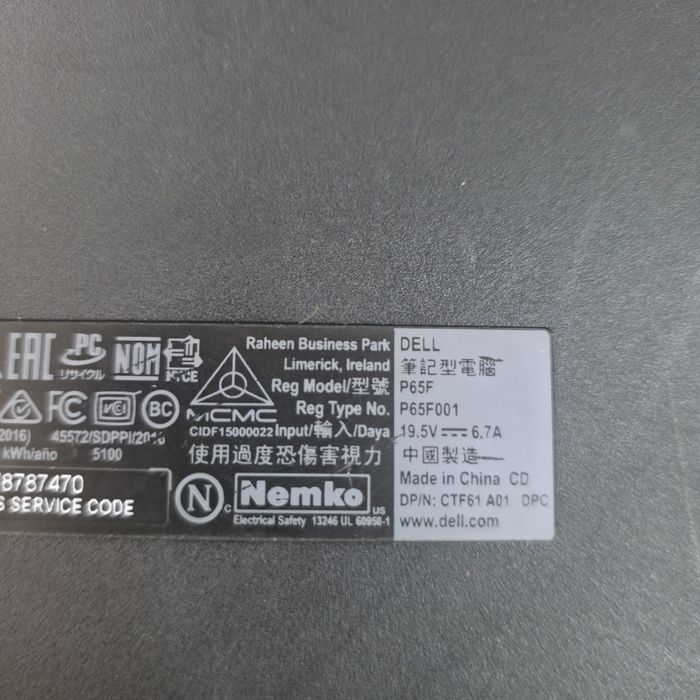 EAC PC リサイクル NOM NYCE
Raheen Business Park
Limerick, Ireland
Reg Model/型號
Reg Type No.
MCMC
CIDF15000022
Input/輸入/Daya
使用過度恐傷害視力
FC VCI BC
2016) 45572/SDPPI/2016
kWh/año 5100
8787470
S SERVICE CODE
N
C Nemko US
Electrical Safety 13246 UL 60950-1
DELL
筆記型電腦
P65F
P65F001
19.5V 6.7A
中國製造
Made in China CD
DP/N: CTF61 A01 DPC
www.dell.com